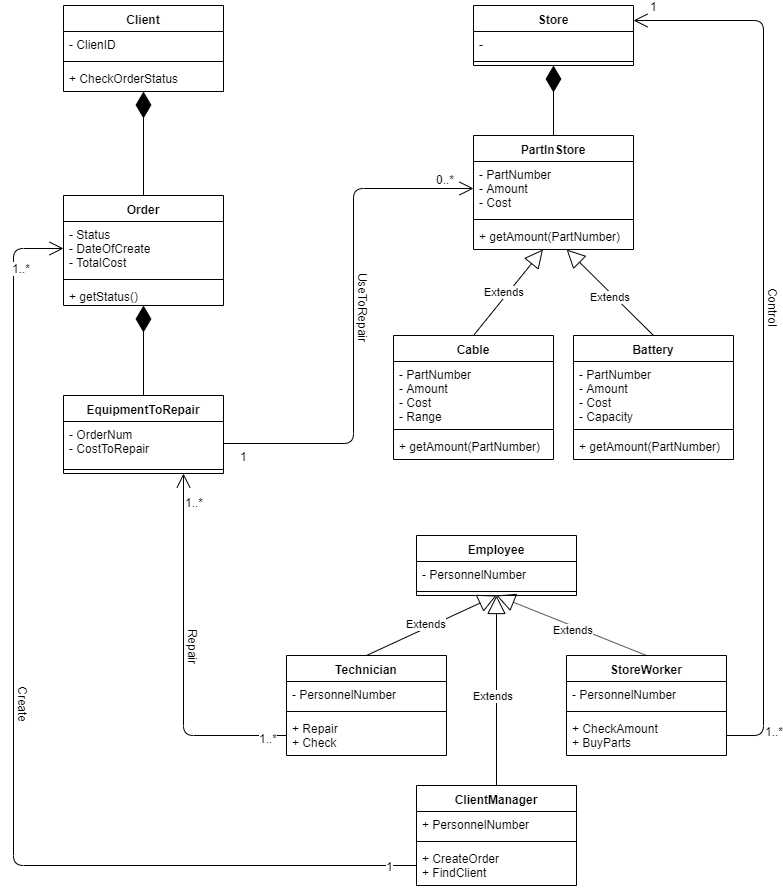 Client
- ClienID
+ CheckOrderStatus
Store
-
1
PartInStore
- PartNumber
- Amount
- Cost
+ getAmount(PartNumber)
0..*
Order
- Status
- DateOfCreate
- TotalCost
+ getStatus()
1..*
UseToRepair
Control
Extends
Extends
Cable
- PartNumber
- Amount
- Cost
- Range
+ getAmount(PartNumber)
Battery
- PartNumber
- Amount
- Cost
- Capacity
+ getAmount(PartNumber)
EquipmentToRepair
- OrderNum
- CostToRepair
1
1..*
Employee
- PersonnelNumber
Extends
Extends
Extends
Repair
Create
Technician
- PersonnelNumber
+ Repair
+ Check
1..*
StoreWorker
- PersonnelNumber
+ CheckAmount
+ BuyParts
1..*
ClientManager
+ PersonnelNumber
+ CreateOrder
+ FindClient
1